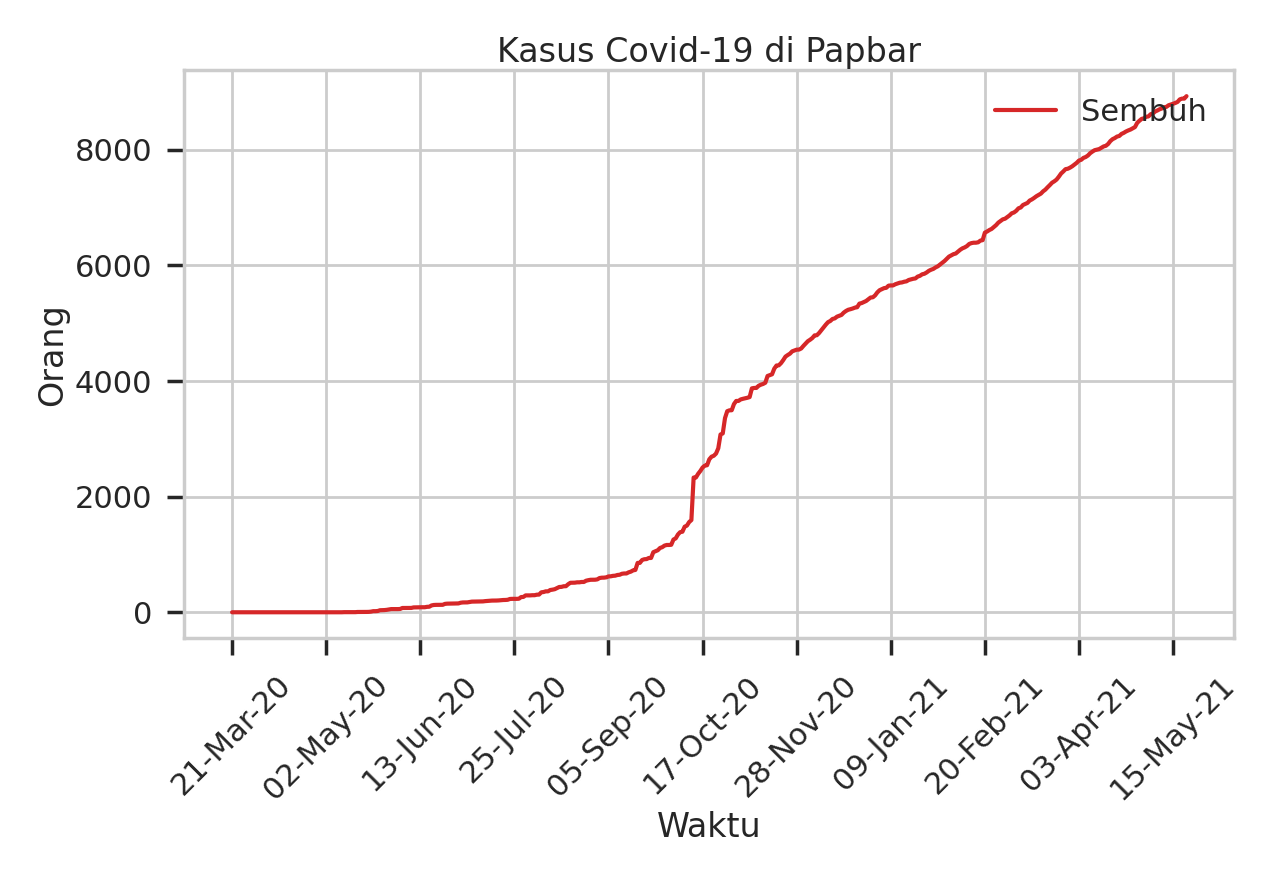 Kasus Covid-19 di Papbar
Sembuh
8000
6000
4000
2000
0
Orang
21-Mar-20
02-May-20
13-Jun-20
25-Jul-20
05-Sep-20
17-Oct-20
28-Nov-20
09-Jan-21
20-Feb-21
03-Apr-21
15-May-21
Waktu